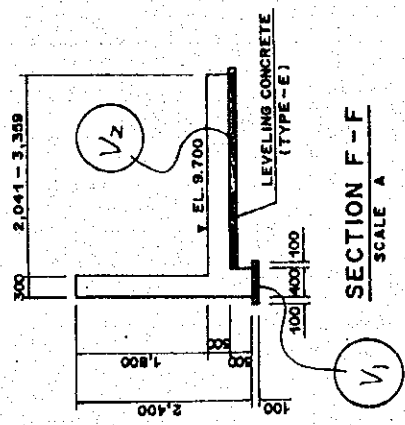 300
2,041 - 3,359
V2
EL. 9.700
1,800
500
2,400
LEVELING CONCRETE
(TYPE-E)
100
100
400
100
V1
SECTION F-F
SCALE A